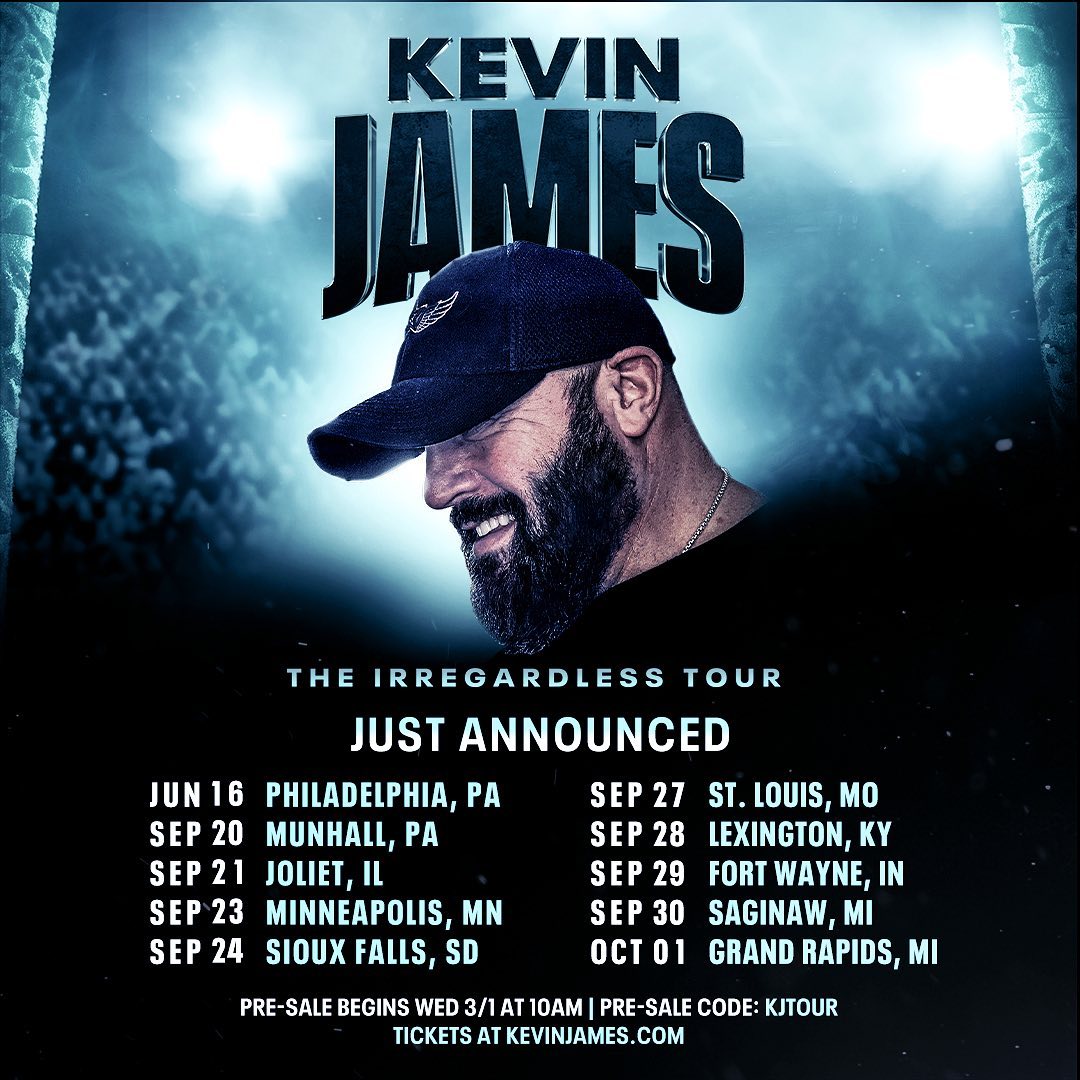 KEVIN
JAMES
THE IRREGARDLESS TOUR
JUST ANNOUNCED
JUN 16 PHILADELPHIA, PA
SEP 20 MUNHALL, PA
SEP 21 JOLIET, IL
SEP 23 MINNEAPOLIS, MN
SEP 24 SIOUX FALLS, SD
SEP 27 ST. LOUIS, MO
SEP 28 LEXINGTON, KY
SEP 29 FORT WAYNE, IN
SEP 30 SAGINAW, MI
OCT 01 GRAND RAPIDS, MI
PRE-SALE BEGINS WED 3/1 AT 10AM | PRE-SALE CODE: KJTOUR
TICKETS AT KEVINJAMES.COM